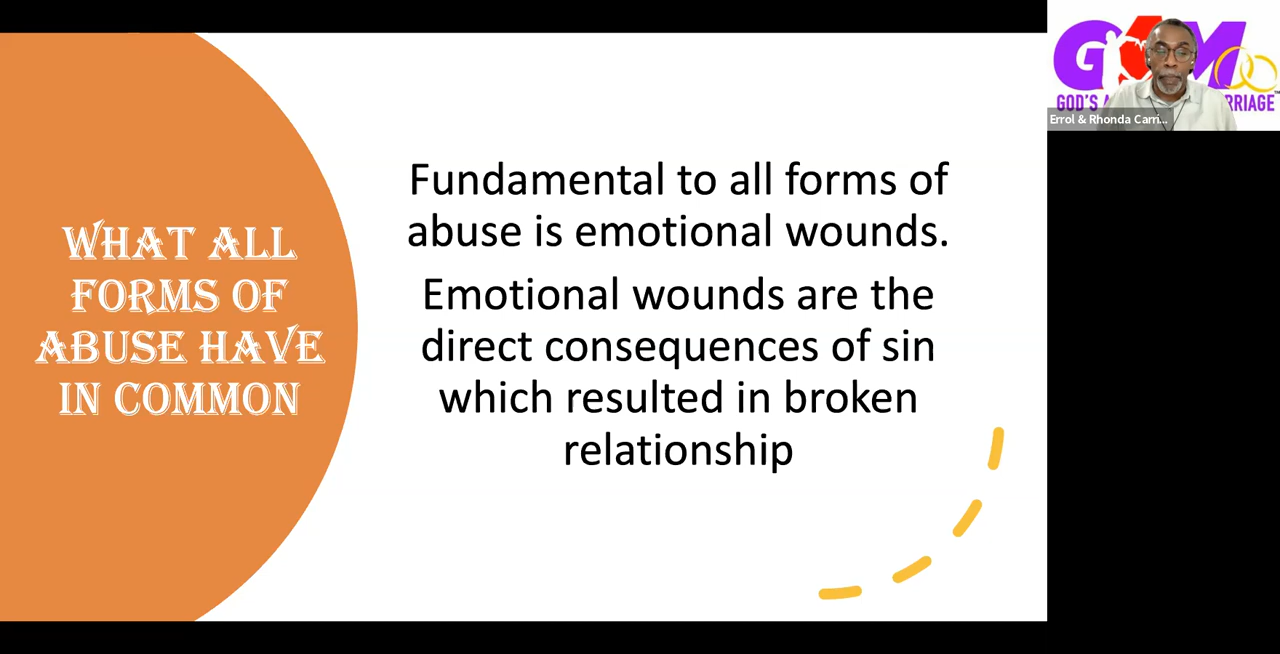 WHAT ALL
FORMS OF
ABUSE HAVE
IN COMMON
Fundamental to all forms of
abuse is emotional wounds.
Emotional wounds are the
direct consequences of sin
which resulted in broken
relationship
G M
GOD'S A RRIAGE™
Errol & Rhonda Carri...